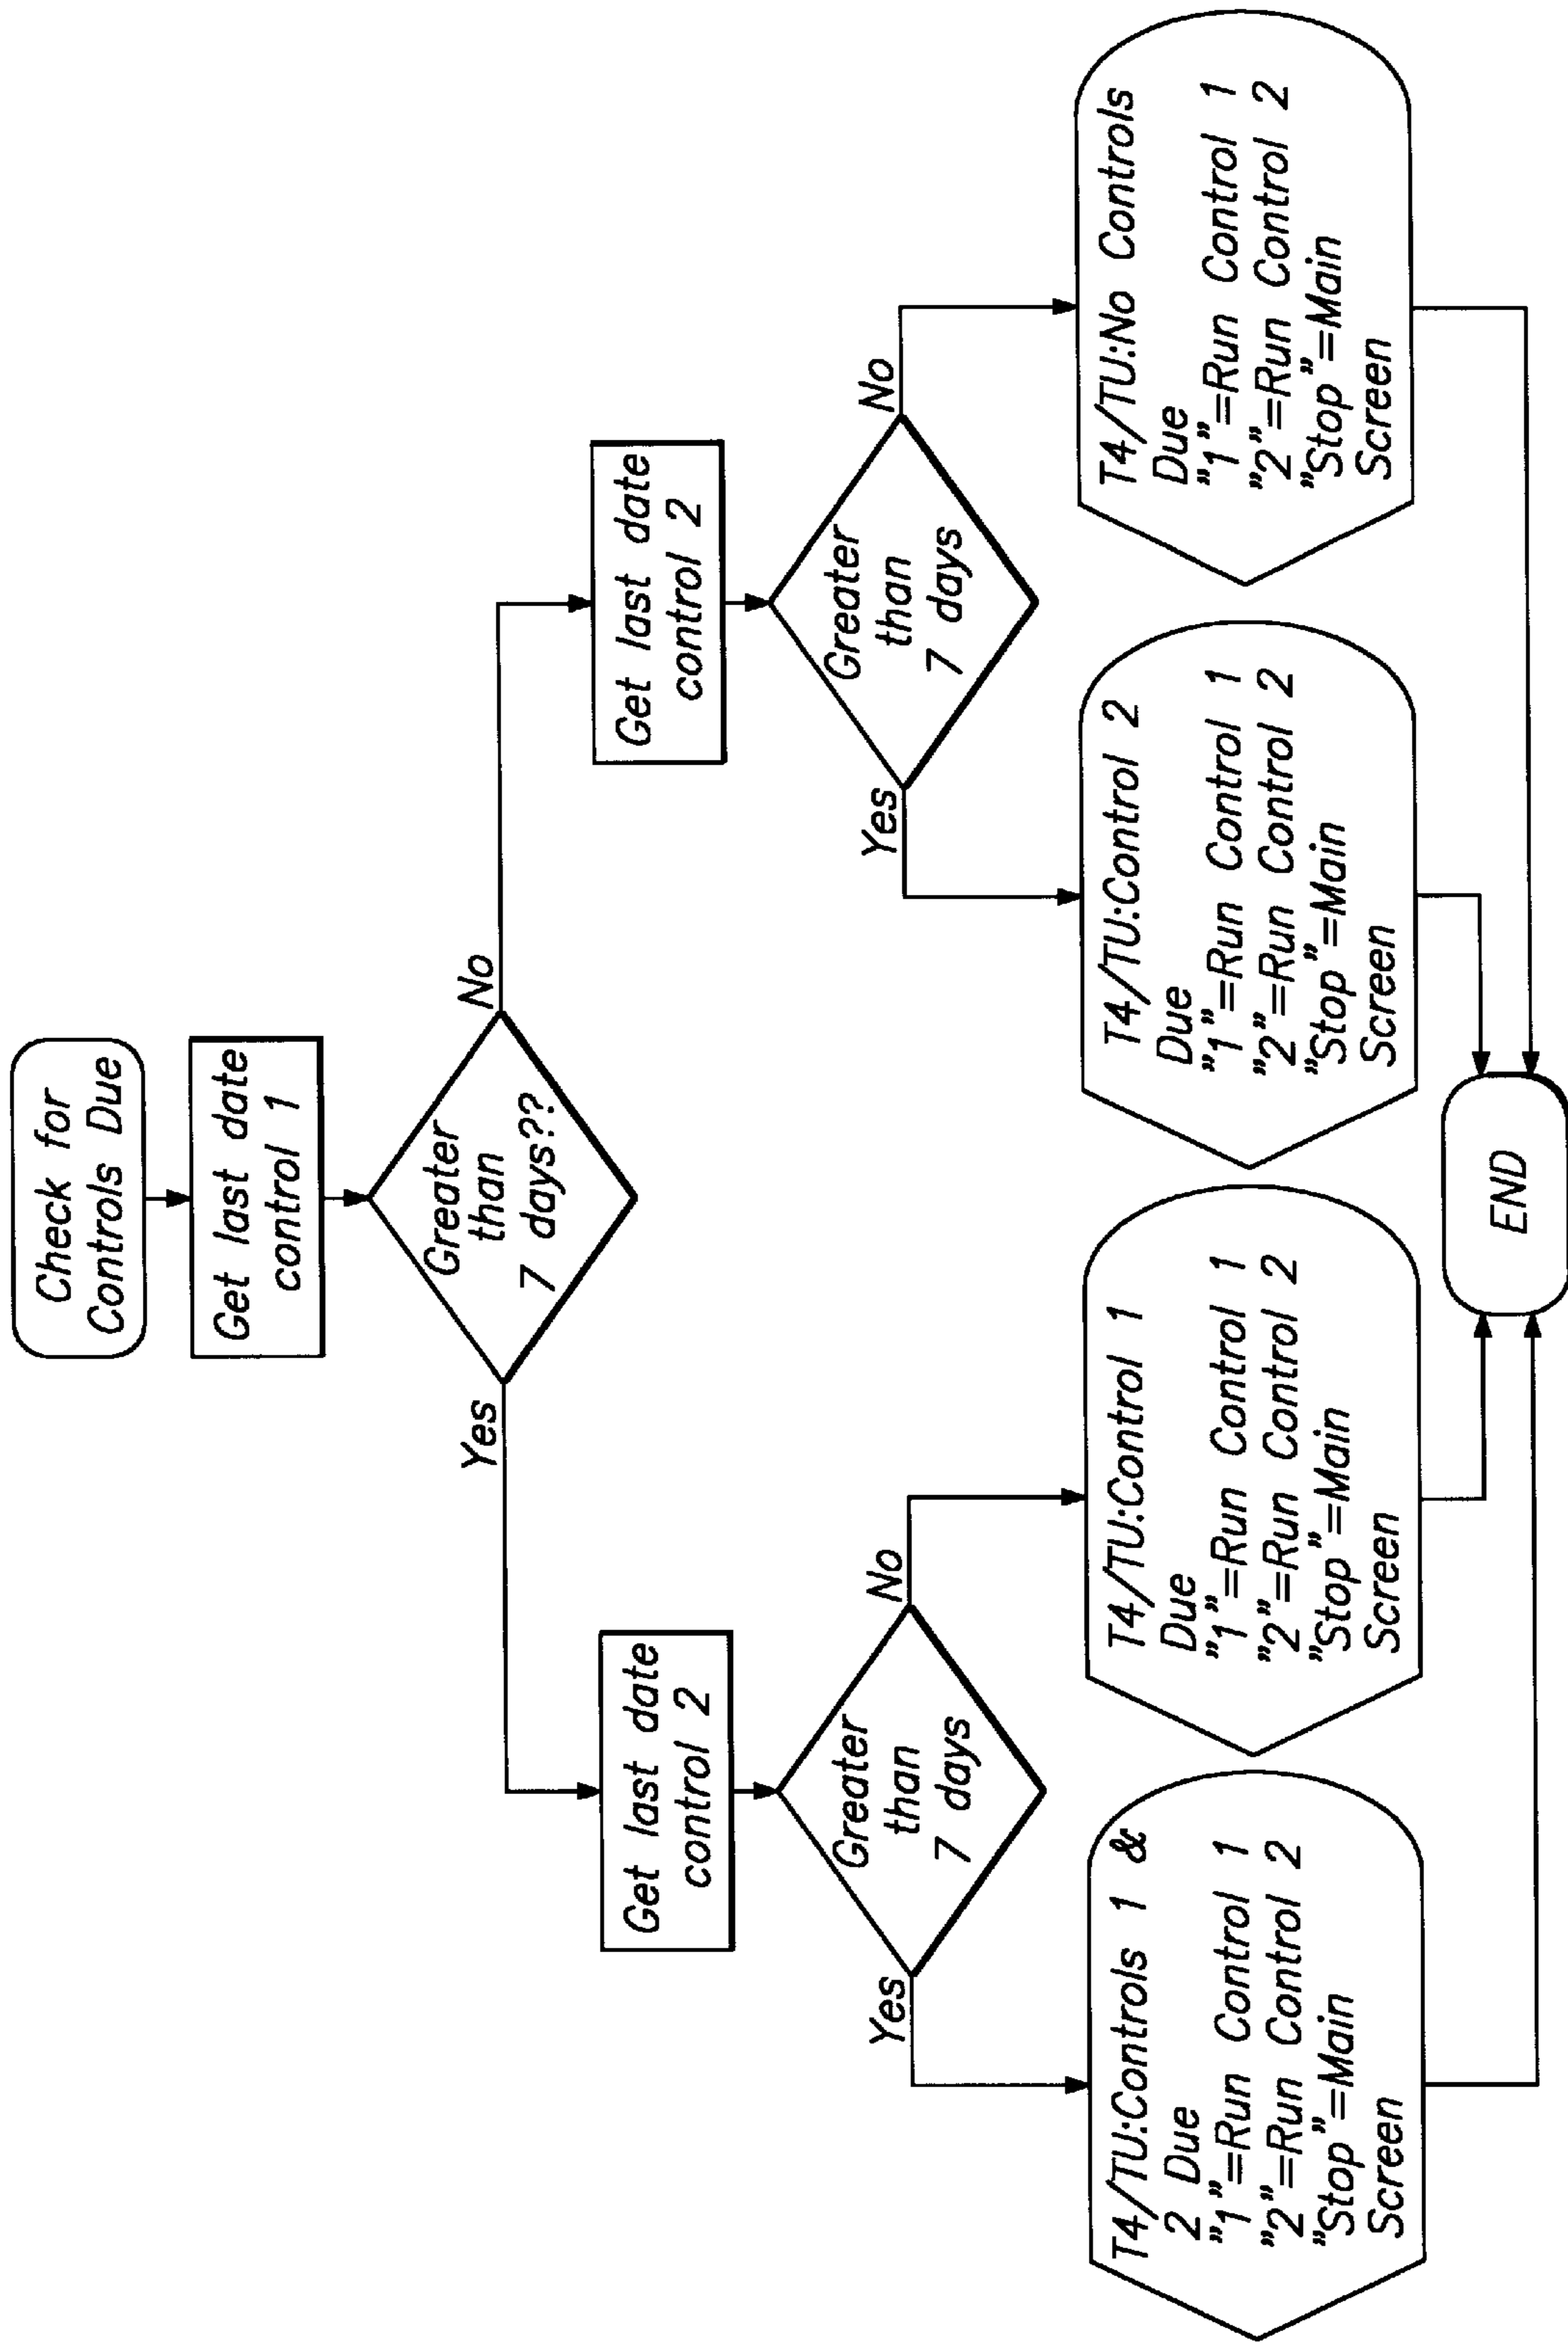 Check for
Controls Due
Get last date
control 1
Greater
than
7 days??
Yes
No
Get last date
control 2
Get last date
control 2
Greater
than
7 days
Yes
No
Greater
than
7 days
Yes
No
T4/TU:Controls 1 &
2 Due
"1"=Run Control 1
"2"=Run Control 2
"Stop"=Main
Screen
T4/TU:Control 1
Due
"1"=Run Control 1
"2"=Run Control 2
"Stop"=Main
Screen
T4/TU:Control 2
Due
"1"=Run Control 1
"2"=Run Control 2
"Stop"=Main
Screen
T4/TU:No Controls
Due
"1"=Run Control 1
"2"=Run Control 2
"Stop"=Main
Screen
END